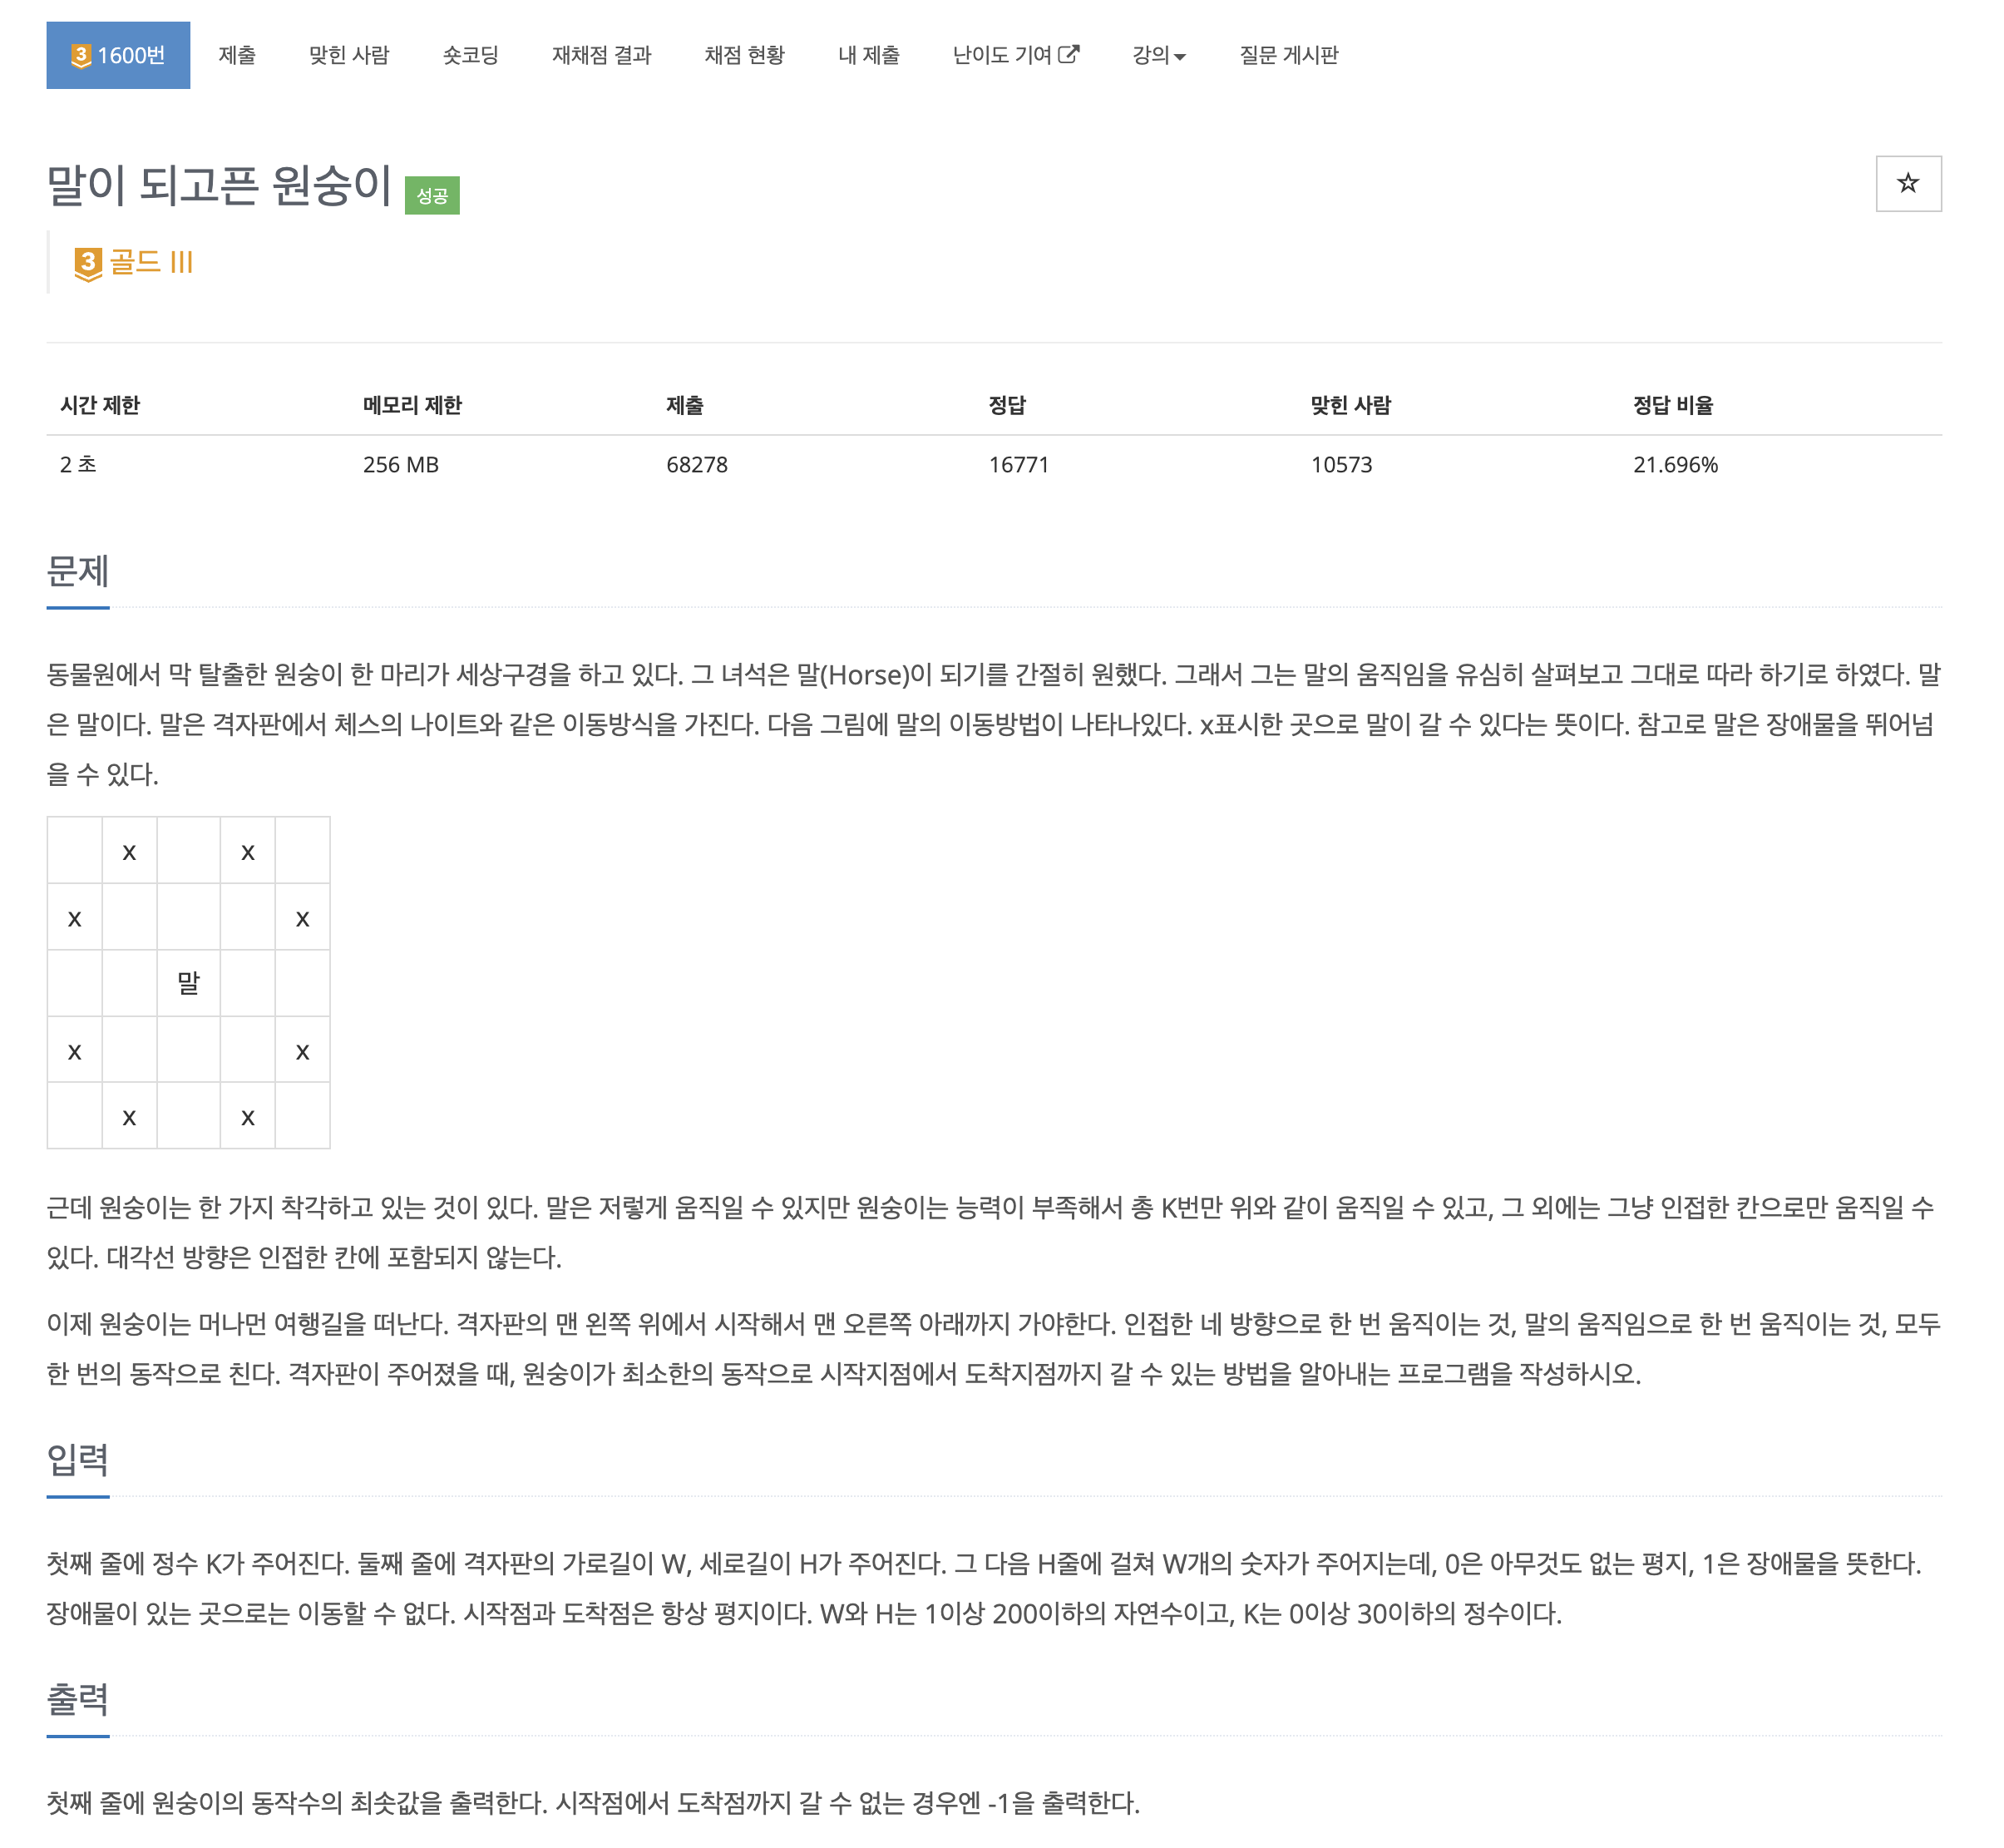 3 1600번 제출 맞힌 사람 숏코딩 재채점 결과 채점 현황 내 제출 난이도 기여 강의 질문 게시판
말이 되고픈 원숭이 성공
3 골드 III
시간 제한 메모리 제한 제출 정답 맞힌 사람 정답 비율
2 초 256 MB 68278 16771 10573 21.696%
문제
동물원에서 막 탈출한 원숭이 한 마리가 세상구경을 하고 있다. 그 녀석은 말(Horse)이 되기를 간절히 원했다. 그래서 그는 말의 움직임을 유심히 살펴보고 그대로 따라 하기로 하였다. 말
은 말이다. 말은 격자판에서 체스의 나이트와 같은 이동방식을 가진다. 다음 그림에 말의 이동방법이 나타나있다. x표시한 곳으로 말이 갈 수 있다는 뜻이다. 참고로 말은 장애물을 뛰어넘
을 수 있다.
x x
x x
말
x x
x x
근데 원숭이는 한 가지 착각하고 있는 것이 있다. 말은 저렇게 움직일 수 있지만 원숭이는 능력이 부족해서 총 K번만 위와 같이 움직일 수 있고, 그 외에는 그냥 인접한 칸으로만 움직일 수
있다. 대각선 방향은 인접한 칸에 포함되지 않는다.
이제 원숭이는 머나먼 여행길을 떠난다. 격자판의 맨 왼쪽 위에서 시작해서 맨 오른쪽 아래까지 가야한다. 인접한 네 방향으로 한 번 움직이는 것, 말의 움직임으로 한 번 움직이는 것, 모두
한 번의 동작으로 친다. 격자판이 주어졌을 때, 원숭이가 최소한의 동작으로 시작지점에서 도착지점까지 갈 수 있는 방법을 알아내는 프로그램을 작성하시오.
입력
첫째 줄에 정수 K가 주어진다. 둘째 줄에 격자판의 가로길이 W, 세로길이 H가 주어진다. 그 다음 H줄에 걸쳐 W개의 숫자가 주어지는데, 0은 아무것도 없는 평지, 1은 장애물을 뜻한다.
장애물이 있는 곳으로는 이동할 수 없다. 시작점과 도착점은 항상 평지이다. W와 H는 1이상 200이하의 자연수이고, K는 0이상 30이하의 정수이다.
출력
첫째 줄에 원숭이의 동작수의 최솟값을 출력한다. 시작점에서 도착점까지 갈 수 없는 경우엔 -1을 출력한다.